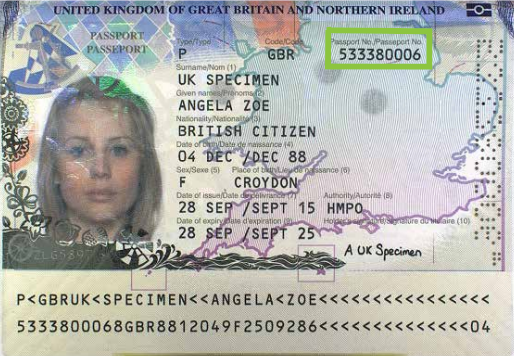 UNITED KINGDOM OF GREAT BRITAIN AND NORTHERN IRELAND
PASSPORT
PASSEPORT
Type/Type Code/Code Passport No./Passeport No.
P GBR 533380006
Surname/Nom (1)
UK SPECIMEN
Given names/Prénoms (2)
ANGELA ZOE
Nationality/Nationalité (3)
BRITISH CITIZEN
Date of birth/Date de naissance (4)
04 DEC /DEC 88
Sex/Sexe (5) Place of birth/Lieu de naissance (6)
F CROYDON
Date of issue/Date de délivrance (7) Authority/Autorité (8)
28 SEP /SEPT 15 HMPO
Date of expiry/Date d'expiration (9) Holder's signature/Signature du titulaire (10)
28 SEP /SEPT 25
A UK Specimen
P<GBRUK<SPECIMEN<<ANGELA<ZOE<<<<<<<<<<<<<<<<
5333800068GBR8812049F2509286<<<<<<<<<<<<<<04